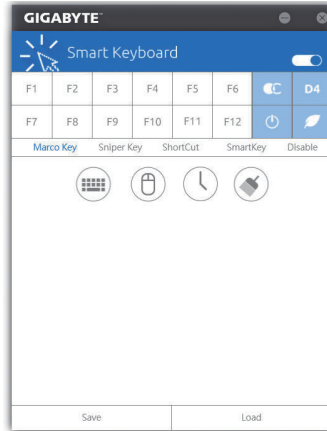 GIGABYTE™
Smart Keyboard
F1 F2 F3 F4 F5 F6 D4
F7 F8 F9 F10 F11 F12
Marco Key Sniper Key ShortCut SmartKey Disable
Save Load